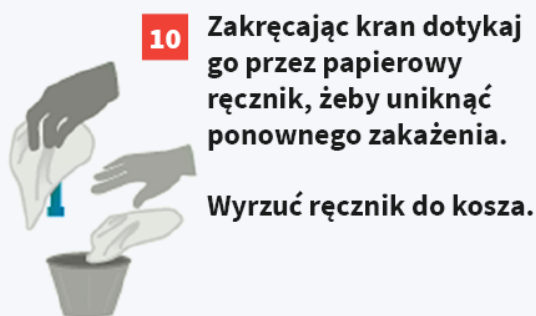 10
Zakręcając kran dotykaj
go przez papierowy
ręcznik, żeby uniknąć
ponownego zakażenia.
Wyrzuć ręcznik do kosza.